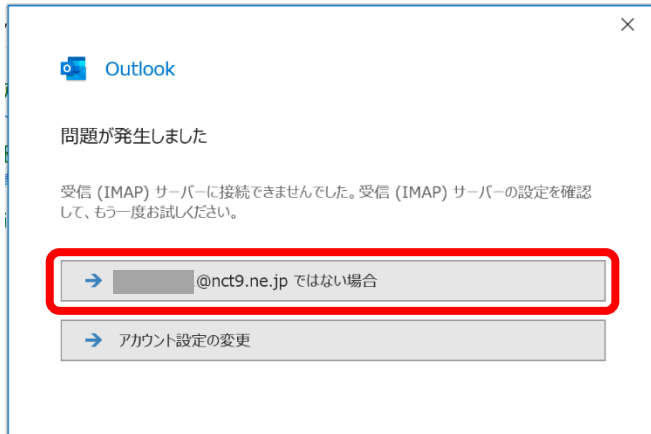 Outlook
問題が発生しました
受信 (IMAP) サーバーに接続できませんでした。受信 (IMAP) サーバーの設定を確認
して、もう一度お試しください。
@nct9.ne.jp ではない場合
アカウント設定の変更